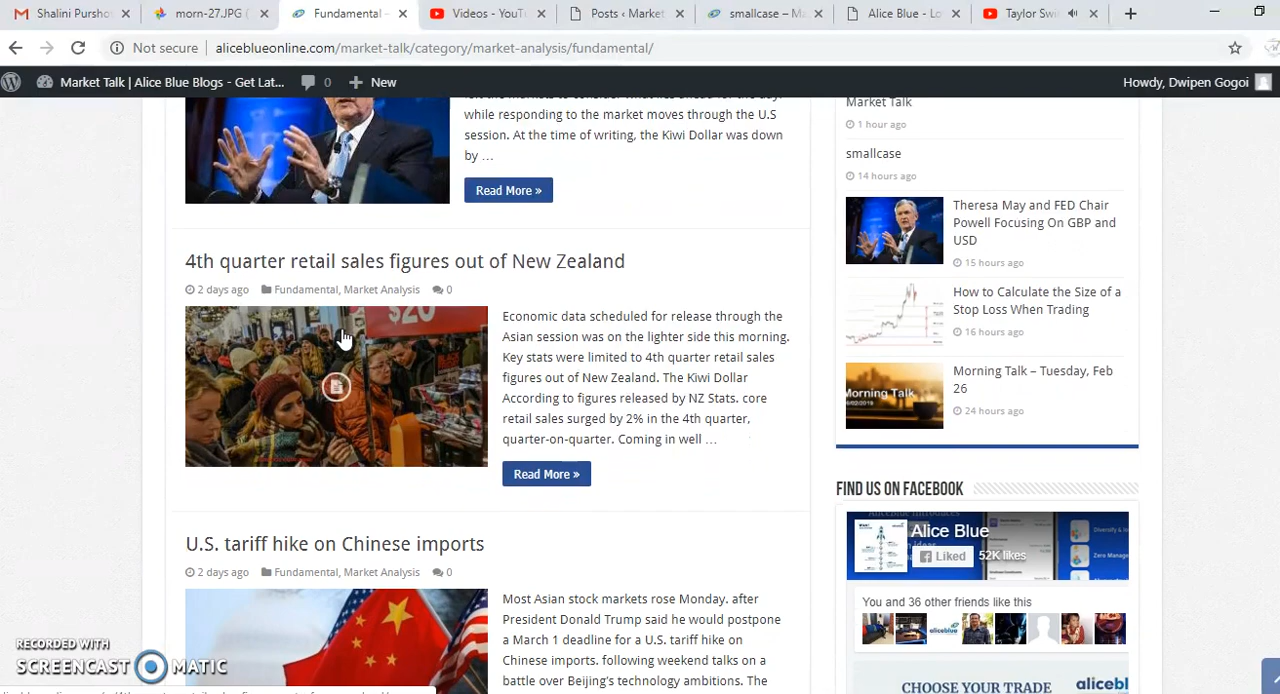 Shalini Purshot
morn-27.JPG (
Fundamental –
Videos - YouTu
Posts ‹ Market
smallcase – Ma
Alice Blue - Lo
Taylor Swi
Not secure
aliceblueonline.com/market-talk/category/market-analysis/fundamental/
Market Talk | Alice Blue Blogs - Get Lat...
0
New
Howdy, Dwipen Gogoi
while responding to the market moves through the U.S
session. At the time of writing, the Kiwi Dollar was down
by …
Read More »
4th quarter retail sales figures out of New Zealand
2 days ago
Fundamental, Market Analysis
0
$20
Economic data scheduled for release through the
Asian session was on the lighter side this morning.
Key stats were limited to 4th quarter retail sales
figures out of New Zealand. The Kiwi Dollar
According to figures released by NZ Stats. core
retail sales surged by 2% in the 4th quarter,
quarter-on-quarter. Coming in well …
Read More »
U.S. tariff hike on Chinese imports
2 days ago
Fundamental, Market Analysis
0
Most Asian stock markets rose Monday. after
President Donald Trump said he would postpone
a March 1 deadline for a U.S. tariff hike on
Chinese imports. following weekend talks on a
battle over Beijing's technology ambitions. The
Market Talk
1 hour ago
smallcase
14 hours ago
Theresa May and FED Chair
Powell Focusing On GBP and
USD
15 hours ago
How to Calculate the Size of a
Stop Loss When Trading
16 hours ago
Morning Talk
Morning Talk – Tuesday, Feb
26
24 hours ago
FIND US ON FACEBOOK
Alice Blue
Liked
52K likes
You and 36 other friends like this
aliceblue
CHOOSE YOUR TRADE
alicebl
RECORDED WITH
SCREENCAST MATIC